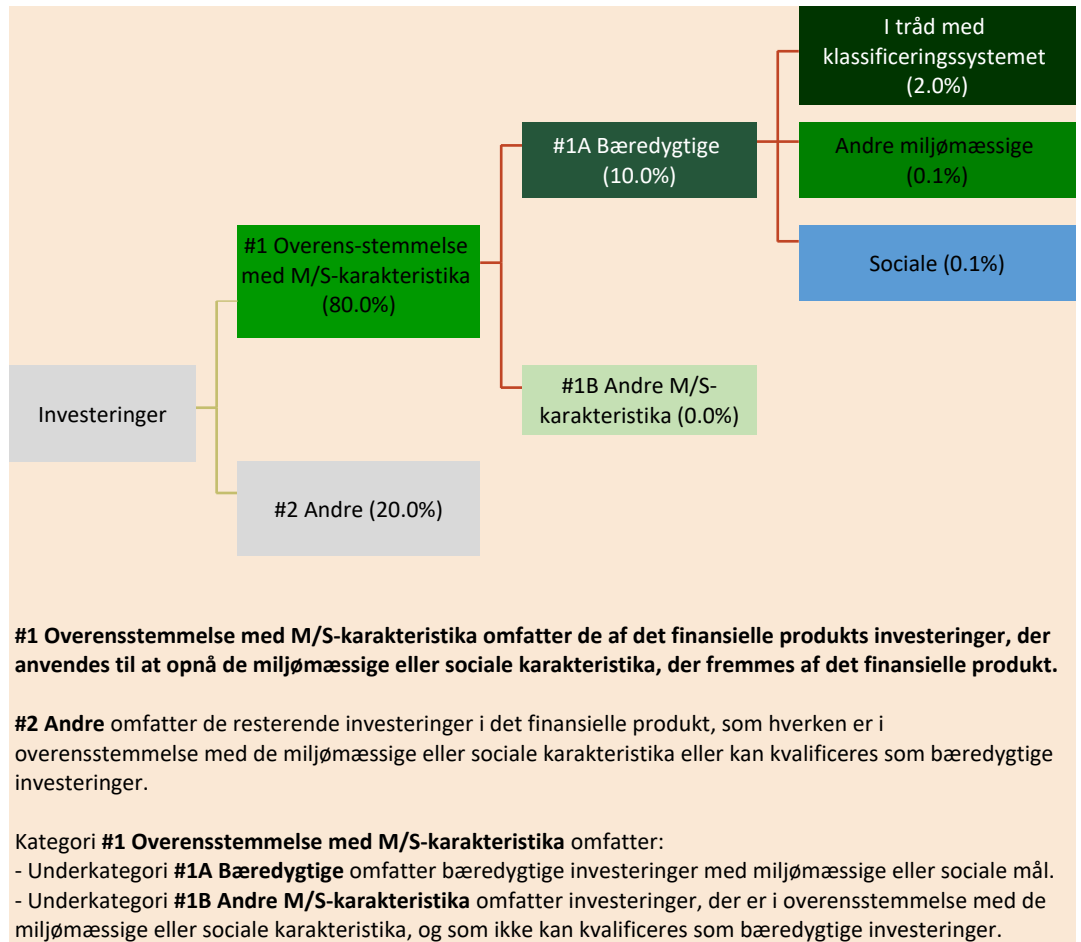 I tråd med
klassificeringssystemet
(2.0%)
#1A Bæredygtige
(10.0%)
Andre miljømæssige
(0.1%)
#1 Overens-stemmelse
med M/S-karakteristika
(80.0%)
Sociale (0.1%)
Investeringer
#1B Andre M/S-
karakteristika (0.0%)
#2 Andre (20.0%)
#1 Overensstemmelse med M/S-karakteristika omfatter de af det finansielle produkts investeringer, der
anvendes til at opnå de miljømæssige eller sociale karakteristika, der fremmes af det finansielle produkt.
#2 Andre omfatter de resterende investeringer i det finansielle produkt, som hverken er i
overensstemmelse med de miljømæssige eller sociale karakteristika eller kan kvalificeres som bæredygtige
investeringer.
Kategori #1 Overensstemmelse med M/S-karakteristika omfatter:
- Underkategori #1A Bæredygtige omfatter bæredygtige investeringer med miljømæssige eller sociale mål.
- Underkategori #1B Andre M/S-karakteristika omfatter investeringer, der er i overensstemmelse med de
miljømæssige eller sociale karakteristika, og som ikke kan kvalificeres som bæredygtige investeringer.